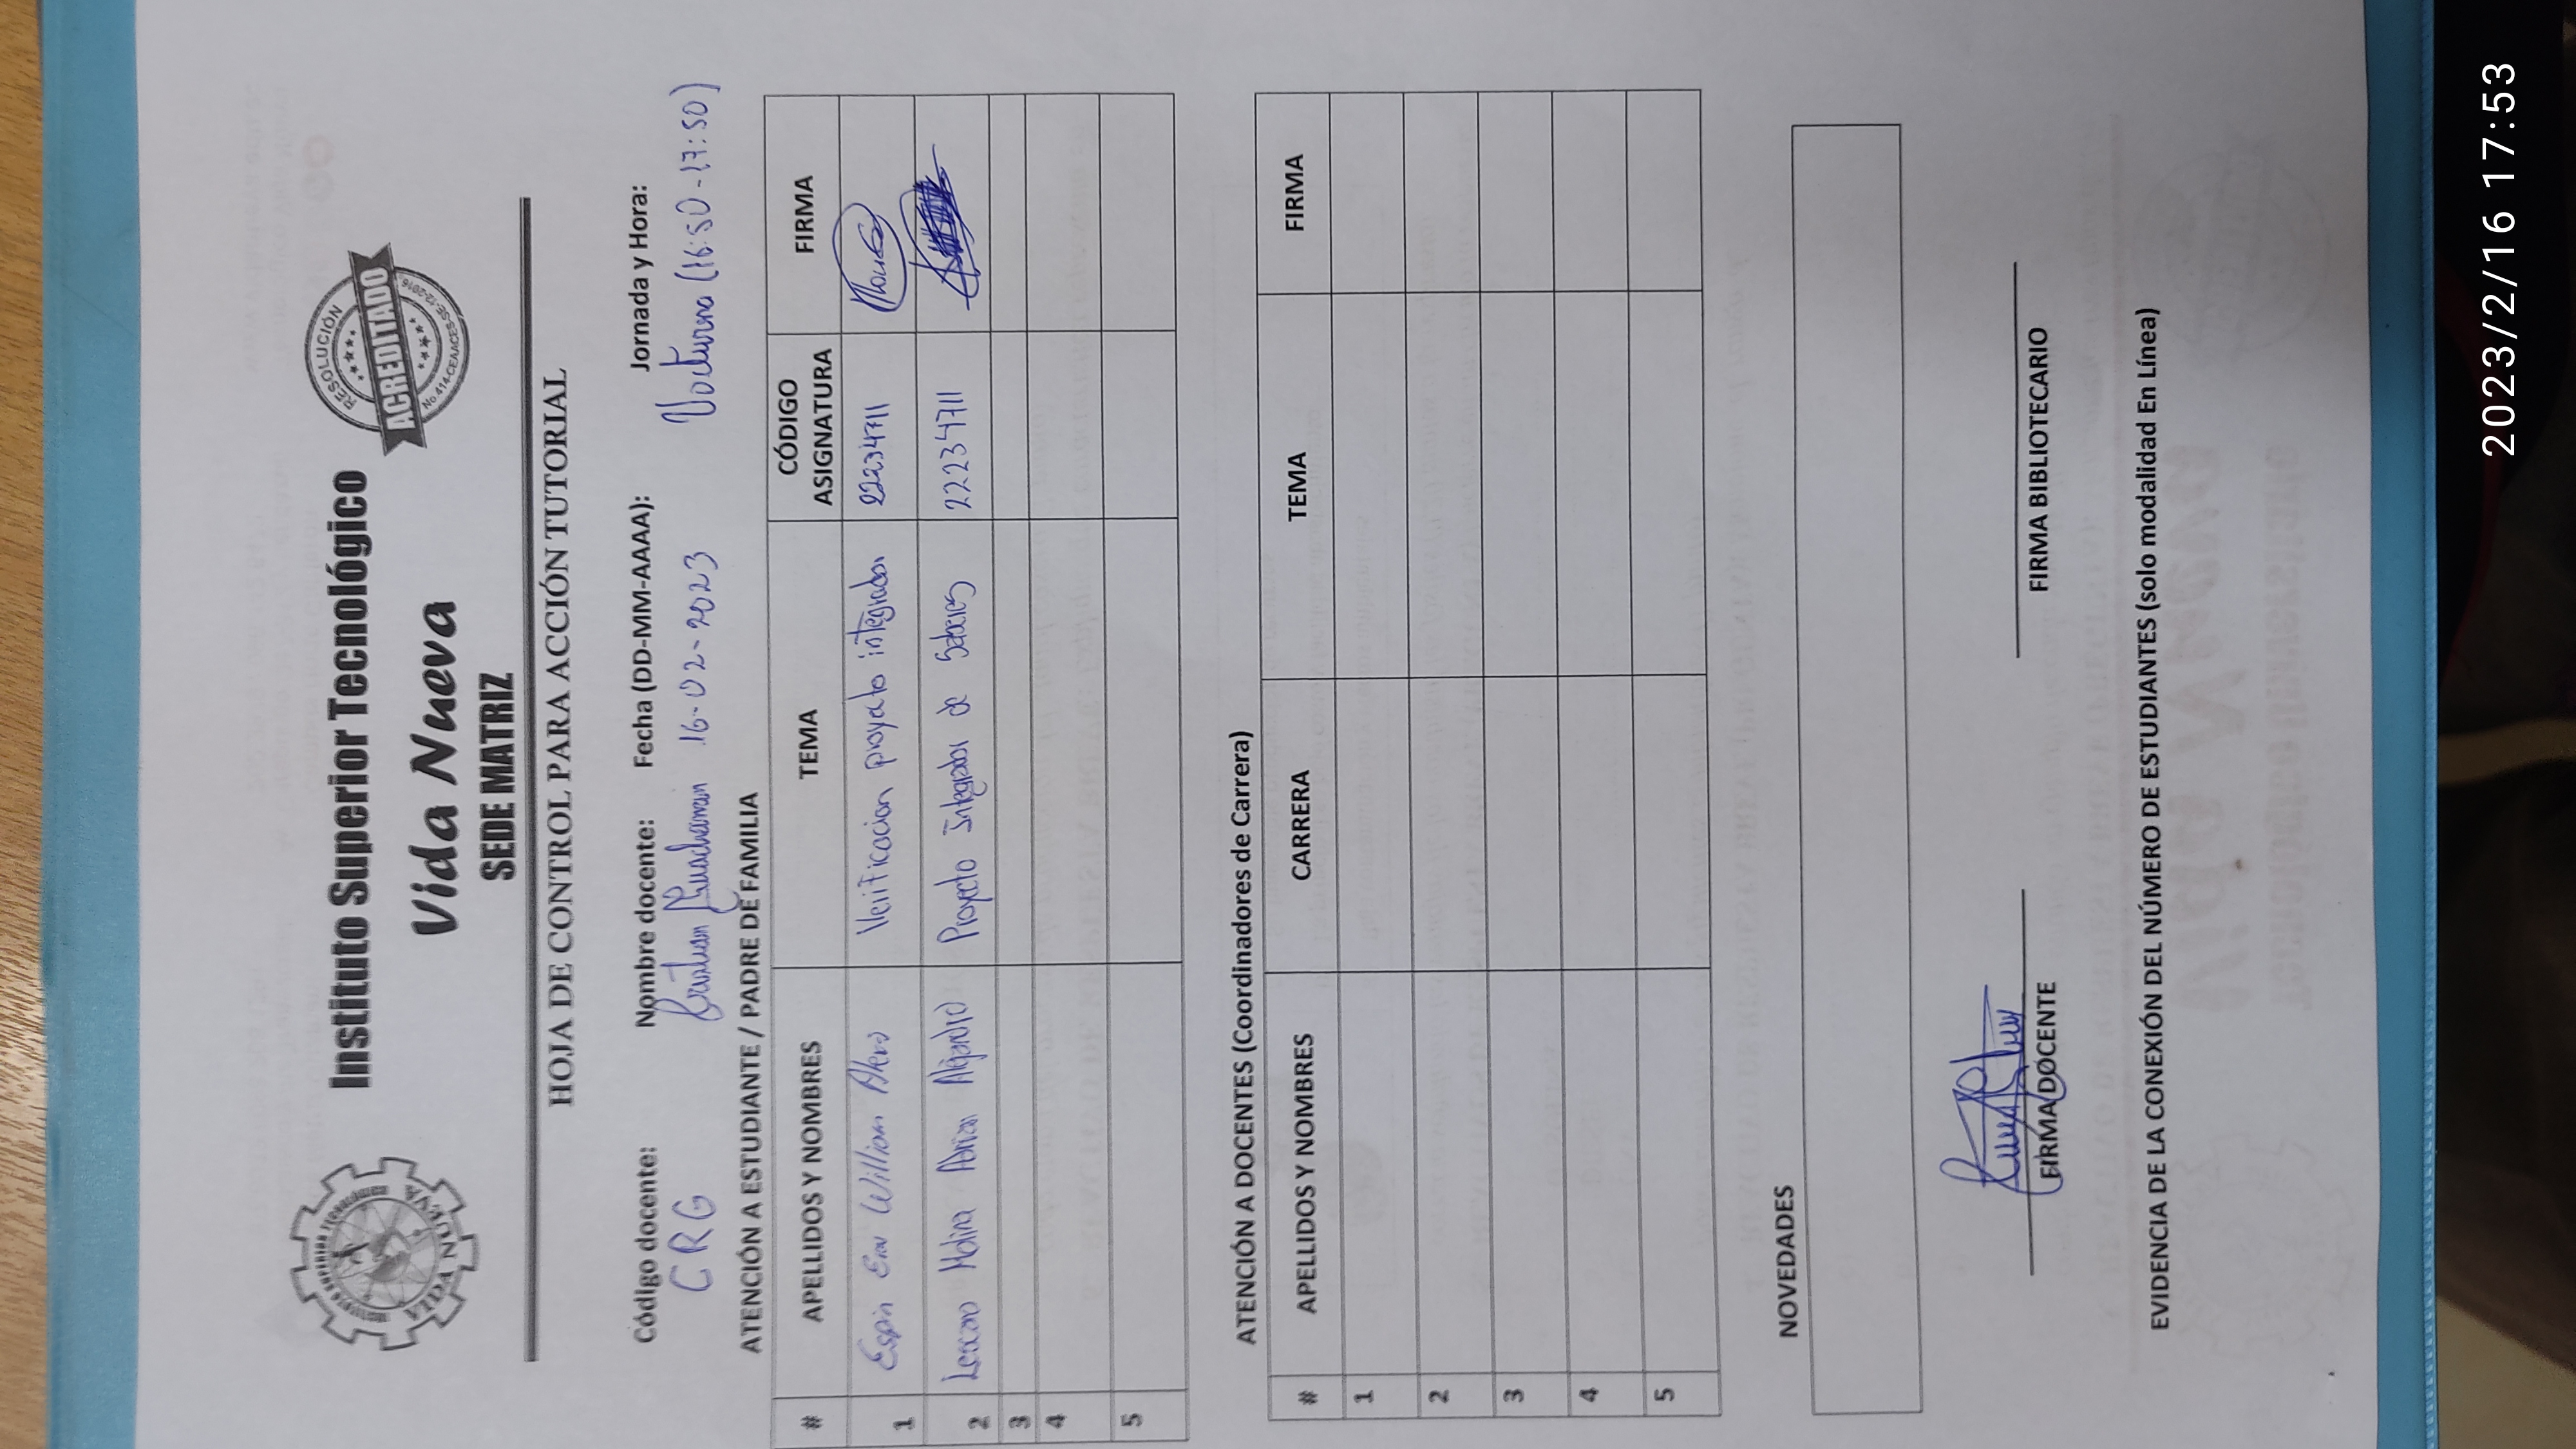 INSTITUTO SUPERIOR TECNOLÓGICO
VIDA NUEVA
Instituto Superior Tecnológico
Vida Nueva
SEDE MATRIZ
RESOLUCIÓN
ACREDITADO
No.414-CEAACES-SE-12-2016
HOJA DE CONTROL PARA ACCIÓN TUTORIAL
Código docente: Nombre docente: Fecha (DD-MM-AAAA): Jornada y Hora:
CRG Cristian Guachamin 16-02-2023 Nocturna (16:50-17:50)
ATENCIÓN A ESTUDIANTE / PADRE DE FAMILIA
# APELLIDOS Y NOMBRES TEMA CÓDIGO ASIGNATURA FIRMA
1 Espin William Verificacion proyecto integrador 22234711
2 Molina Adrian Alejandro Proyecto Integrador de Saberes 22234711
3
4
5
ATENCIÓN A DOCENTES (Coordinadores de Carrera)
# APELLIDOS Y NOMBRES CARRERA TEMA FIRMA
1
2
3
4
5
NOVEDADES
FIRMA DOCENTE FIRMA BIBLIOTECARIO
EVIDENCIA DE LA CONEXIÓN DEL NÚMERO DE ESTUDIANTES (solo modalidad En Línea)
Vida Nueva
Tecnológico Universitario
2023/2/16 17:53